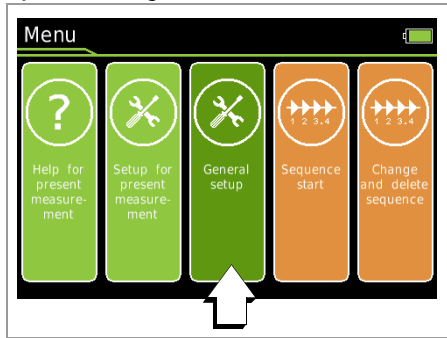 Menu
?
Help for
present
measure-
ment
Setup for
present
measure-
ment
General
setup
1 2 3.4
Sequence
start
1 2 3.4
Change
and delete
sequence